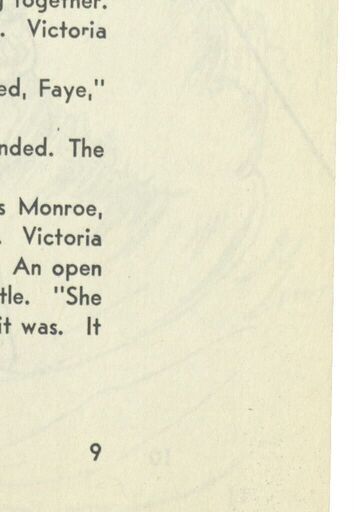 together.
. Victoria
ed, Faye,"
nded. The
s Monroe,
. Victoria
An open
tle. "She
it was. It
9